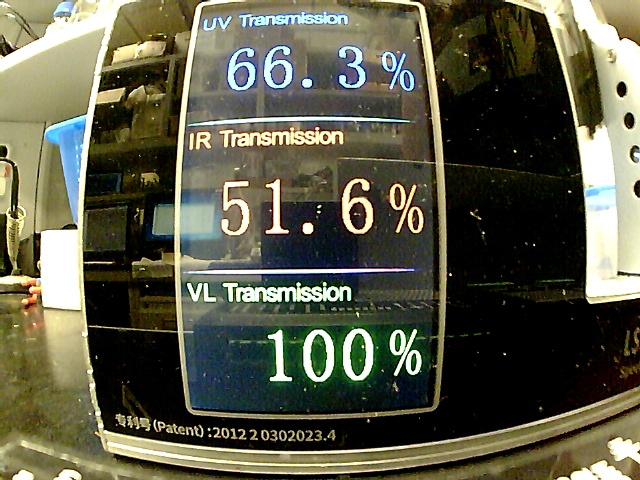 UV Transmission
66.3%
IR Transmission
51.6%
VL Transmission
100%
专利号(Patent):2012 2 0302023.4
LS